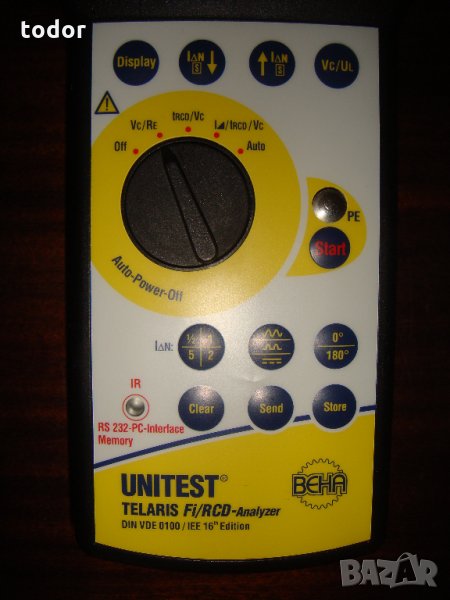 todor
Display
IΔN S ↓
↑ IΔN S
Vc/UL
Off
Vc/RE
tRCD/Vc
I◢/tRCD/Vc
Auto
Auto-Power-Off
PE
Start
IΔN:
½ 1
5 2
0°
180°
IR
Clear
Send
Store
RS 232-PC-Interface
Memory
UNITEST©
BEHA
TELARIS Fi/RCD-Analyzer
DIN VDE 0100 / IEE 16th Edition
BAZAR.bg